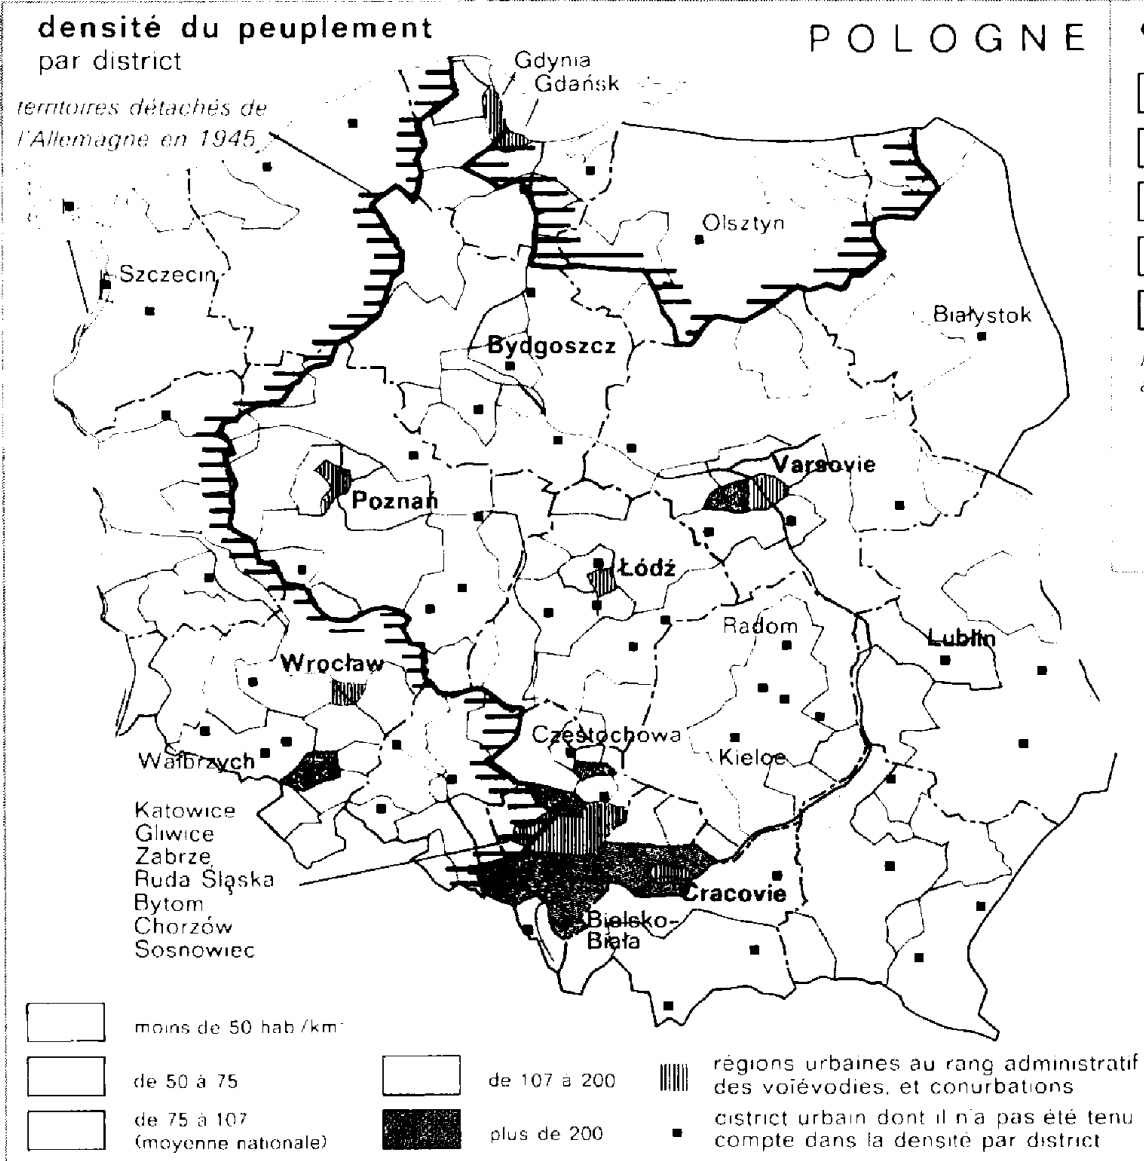 densité du peuplement
par district
POLOGNE
territoires détachés de
l'Allemagne en 1945
Gdynia
Gdańsk
Olsztyn
Szczecin
Białystok
Bydgoszcz
Varsovie
Poznań
Łódź
Radom
Lublin
Wrocław
Częstochowa
Kielce
Wałbrzych
Katowice
Gliwice
Zabrze
Ruda Śląska
Bytom
Chorzów
Sosnowiec
Cracovie
Bielsko-
Biała
moins de 50 hab/km²
de 50 à 75
de 75 à 107
(moyenne nationale)
de 107 à 200
plus de 200
régions urbaines au rang administratif
des voïévodies, et conurbations
district urbain dont il n'a pas été tenu
compte dans la densité par district